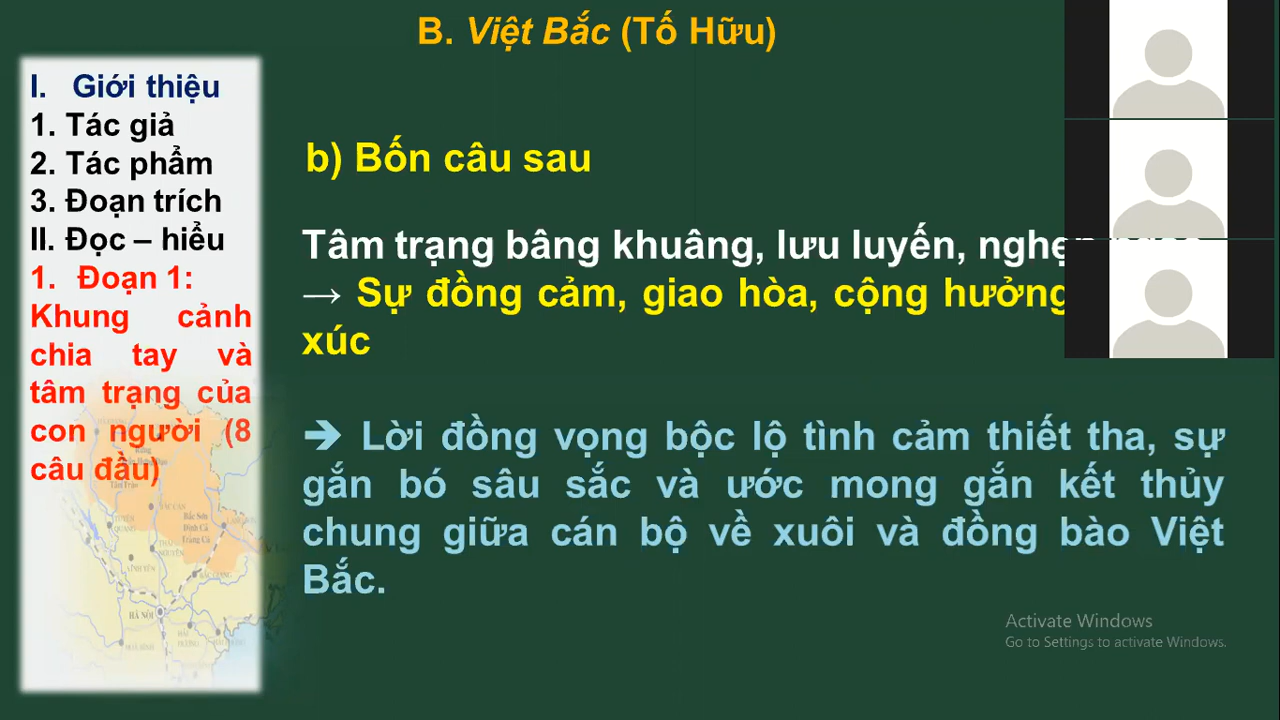 B. Việt Bắc (Tố Hữu)
I. Giới thiệu
1. Tác giả
2. Tác phẩm
3. Đoạn trích
II. Đọc – hiểu
1. Đoạn 1:
Khung cảnh
chia tay và
tâm trạng của
con người (8
câu đầu)
b) Bốn câu sau
Tâm trạng bâng khuâng, lưu luyến,
→ Sự đồng cảm, giao hòa, cộng hưởng
xúc
➔ Lời đồng vọng bộc lộ tình cảm thiết tha, sự
gắn bó sâu sắc và ước mong gắn kết thủy
chung giữa cán bộ về xuôi và đồng bào Việt
Bắc.
HÀ NỘI
Activate Windows
Go to Settings to activate Windows.